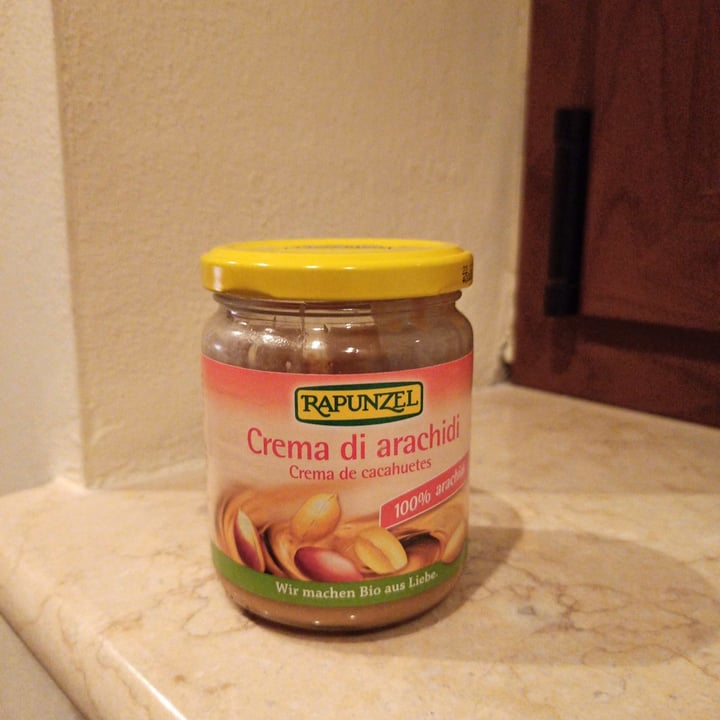 RAPUNZEL
Crema di arachidi
Crema de cacahuetes
100% arachidi
Wir machen Bio aus Liebe.